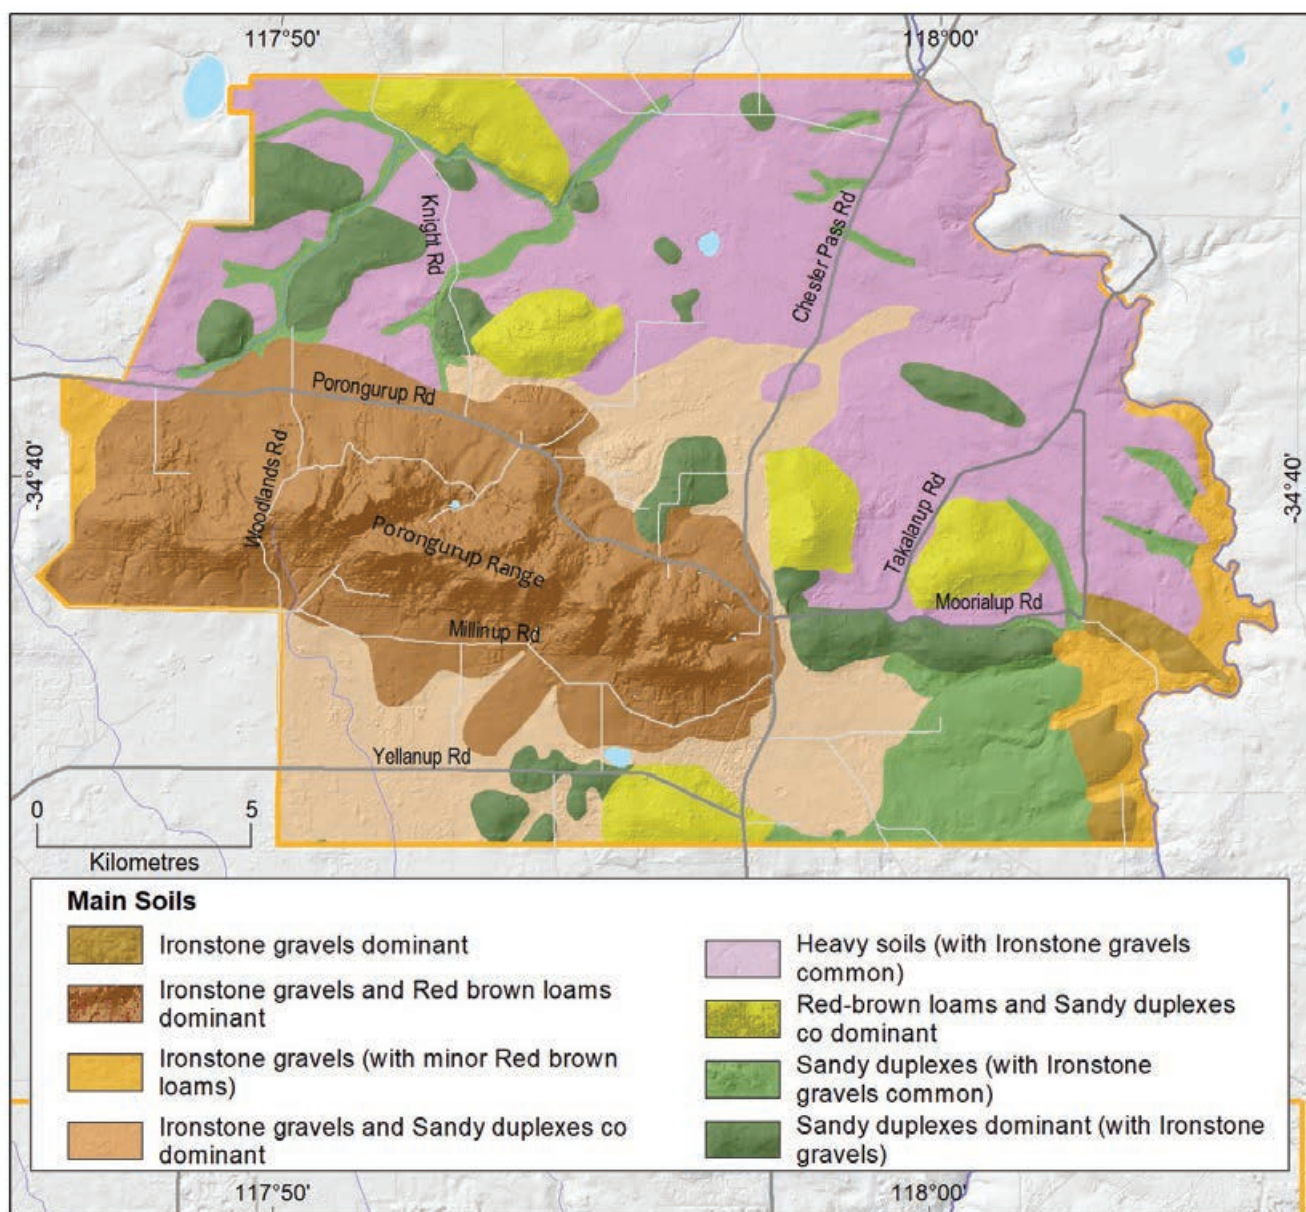 117°50'
118°00'
Knight Rd
Chester Pass Rd
Porongurup Rd
-34°40'
-34°40'
Woodlands Rd
Takalarup Rd
Porongurup Range
Moorialup Rd
Millinup Rd
Yellanup Rd
0 5
Kilometres
Main Soils
Ironstone gravels dominant
Ironstone gravels and Red brown loams
dominant
Ironstone gravels (with minor Red brown
loams)
Ironstone gravels and Sandy duplexes co
dominant
Heavy soils (with Ironstone gravels
common)
Red-brown loams and Sandy duplexes
co dominant
Sandy duplexes (with Ironstone
gravels common)
Sandy duplexes dominant (with Ironstone
gravels)
117°50'
118°00'